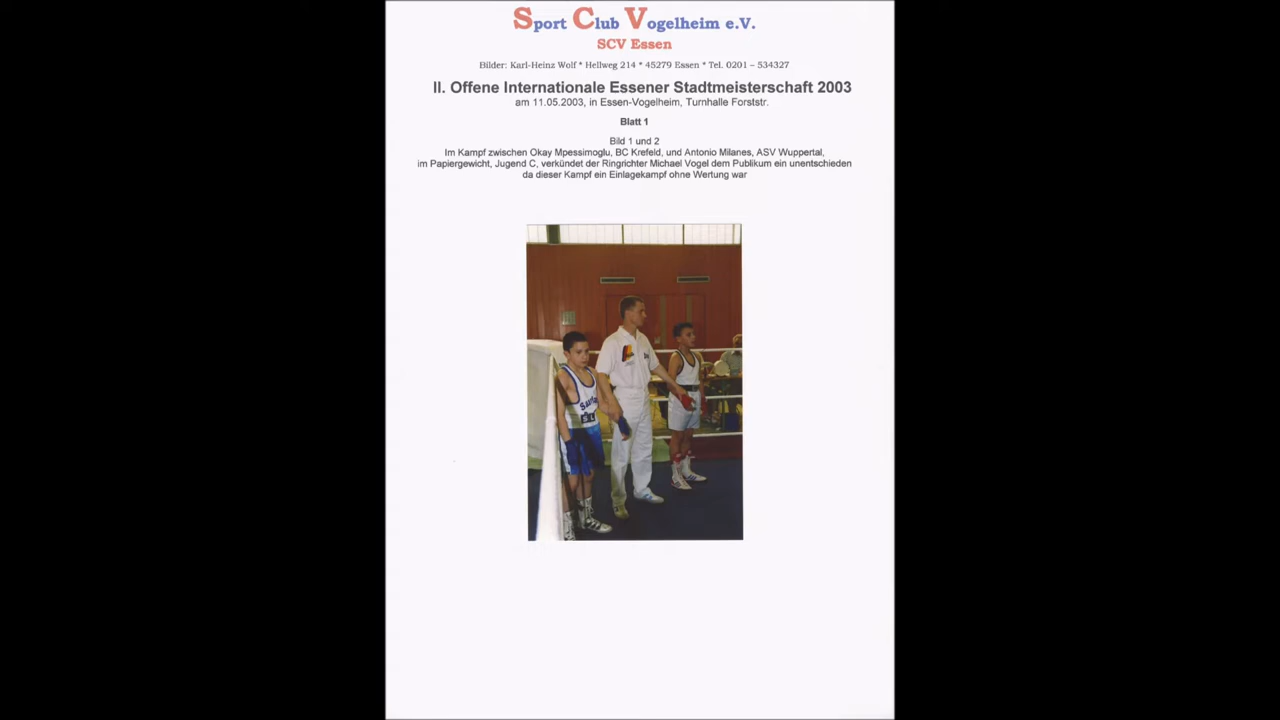 Sport Club Vogelheim e.V.
SCV Essen
Bilder: Karl-Heinz Wolf * Hellweg 214 * 45279 Essen * Tel. 0201 – 534327
II. Offene Internationale Essener Stadtmeisterschaft 2003
am 11.05.2003, in Essen-Vogelheim, Turnhalle Forststr.
Blatt 1
Bild 1 und 2
Im Kampf zwischen Okay Mpessimoglu, BC Krefeld, und Antonio Milanes, ASV Wuppertal,
im Papiergewicht, Jugend C, verkündet der Ringrichter Michael Vogel dem Publikum ein unentschieden
da dieser Kampf ein Einlagekampf ohne Wertung war